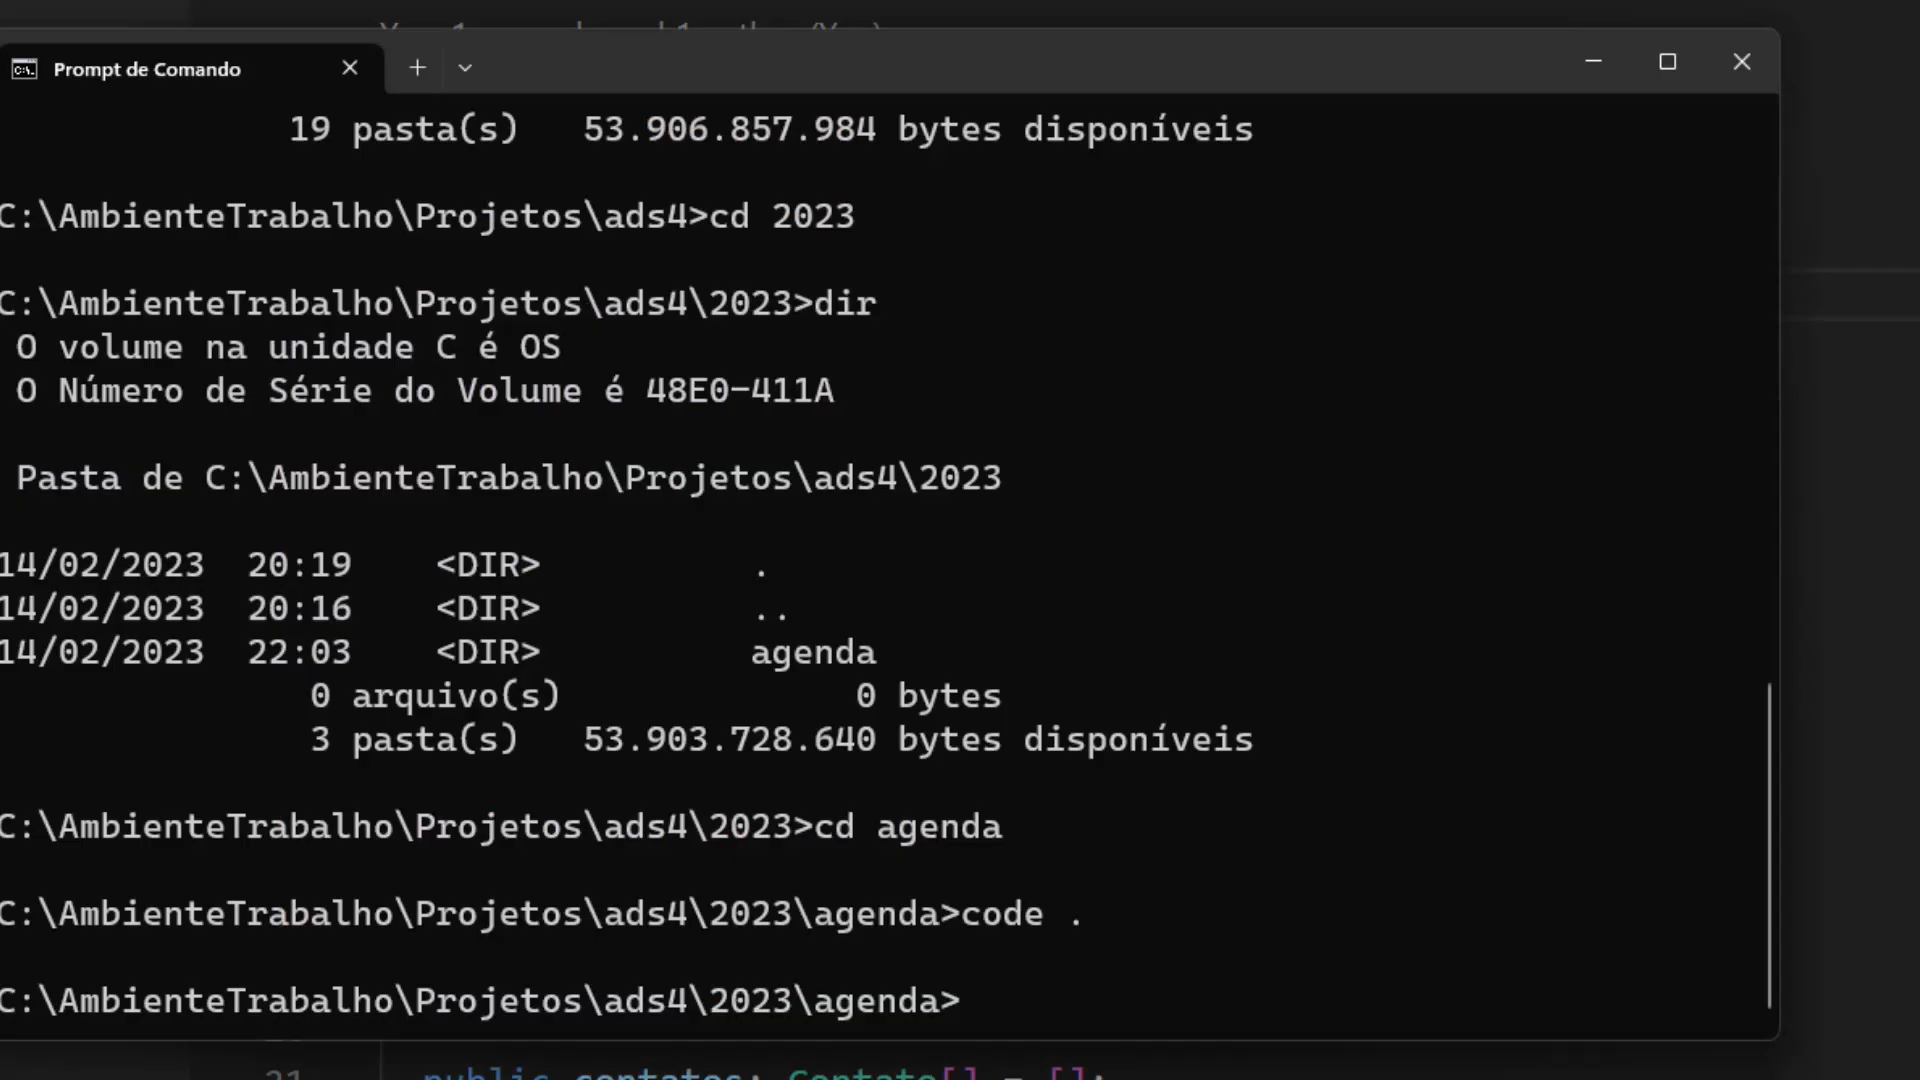 Prompt de Comando
19 pasta(s) 53.906.857.984 bytes disponíveis
C:\AmbienteTrabalho\Projetos\ads4>cd 2023
C:\AmbienteTrabalho\Projetos\ads4\2023>dir
O volume na unidade C é OS
O Número de Série do Volume é 48E0-411A
Pasta de C:\AmbienteTrabalho\Projetos\ads4\2023
14/02/2023 20:19 <DIR> .
14/02/2023 20:16 <DIR> ..
14/02/2023 22:03 <DIR> agenda
0 arquivo(s) 0 bytes
3 pasta(s) 53.903.728.640 bytes disponíveis
C:\AmbienteTrabalho\Projetos\ads4\2023>cd agenda
C:\AmbienteTrabalho\Projetos\ads4\2023\agenda>code .
C:\AmbienteTrabalho\Projetos\ads4\2023\agenda>
21 public contatos: Contato[] = [];